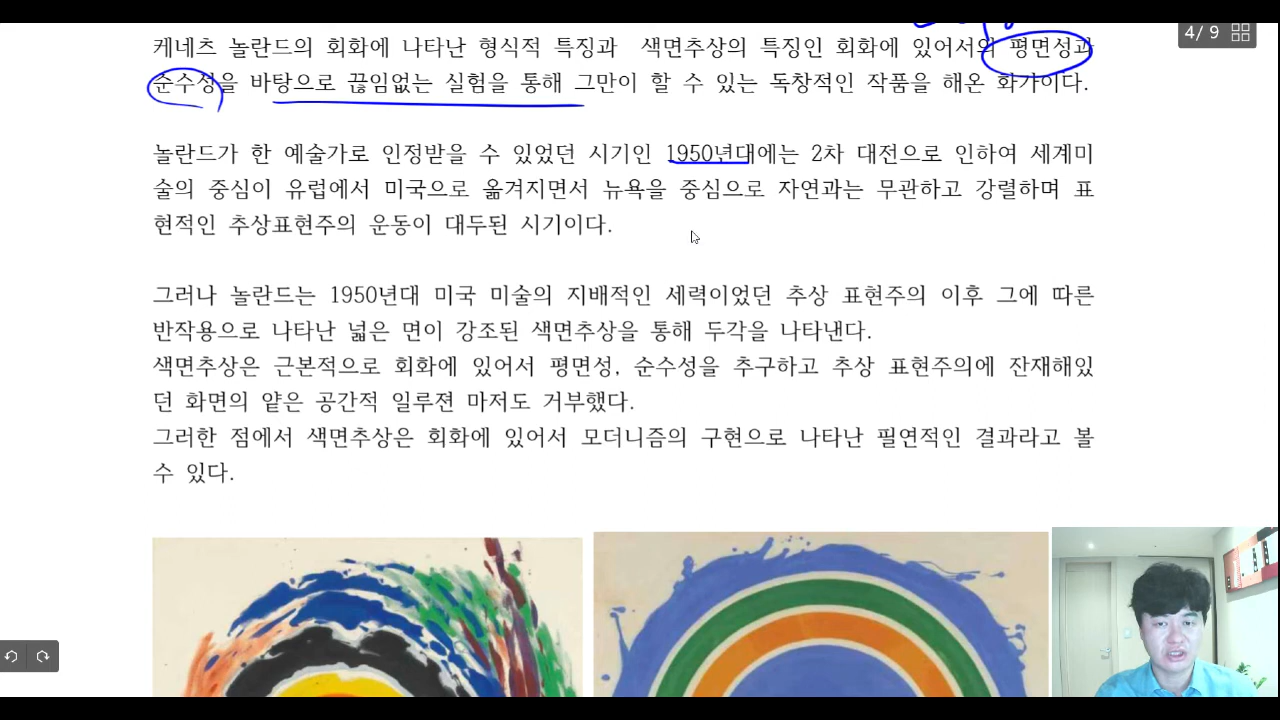 4 / 9
케네츠 놀란드의 회화에 나타난 형식적 특징과 색면추상의 특징인 회화에 있어서의 평면성과
순수성을 바탕으로 끊임없는 실험을 통해 그만이 할 수 있는 독창적인 작품을 해온 화가이다.
놀란드가 한 예술가로 인정받을 수 있었던 시기인 1950년대에는 2차 대전으로 인하여 세계미
술의 중심이 유럽에서 미국으로 옮겨지면서 뉴욕을 중심으로 자연과는 무관하고 강렬하며 표
현적인 추상표현주의 운동이 대두된 시기이다.
그러나 놀란드는 1950년대 미국 미술의 지배적인 세력이었던 추상 표현주의 이후 그에 따른
반작용으로 나타난 넓은 면이 강조된 색면추상을 통해 두각을 나타낸다.
색면추상은 근본적으로 회화에 있어서 평면성, 순수성을 추구하고 추상 표현주의에 잔재해있
던 화면의 얕은 공간적 일루젼 마저도 거부했다.
그러한 점에서 색면추상은 회화에 있어서 모더니즘의 구현으로 나타난 필연적인 결과라고 볼
수 있다.